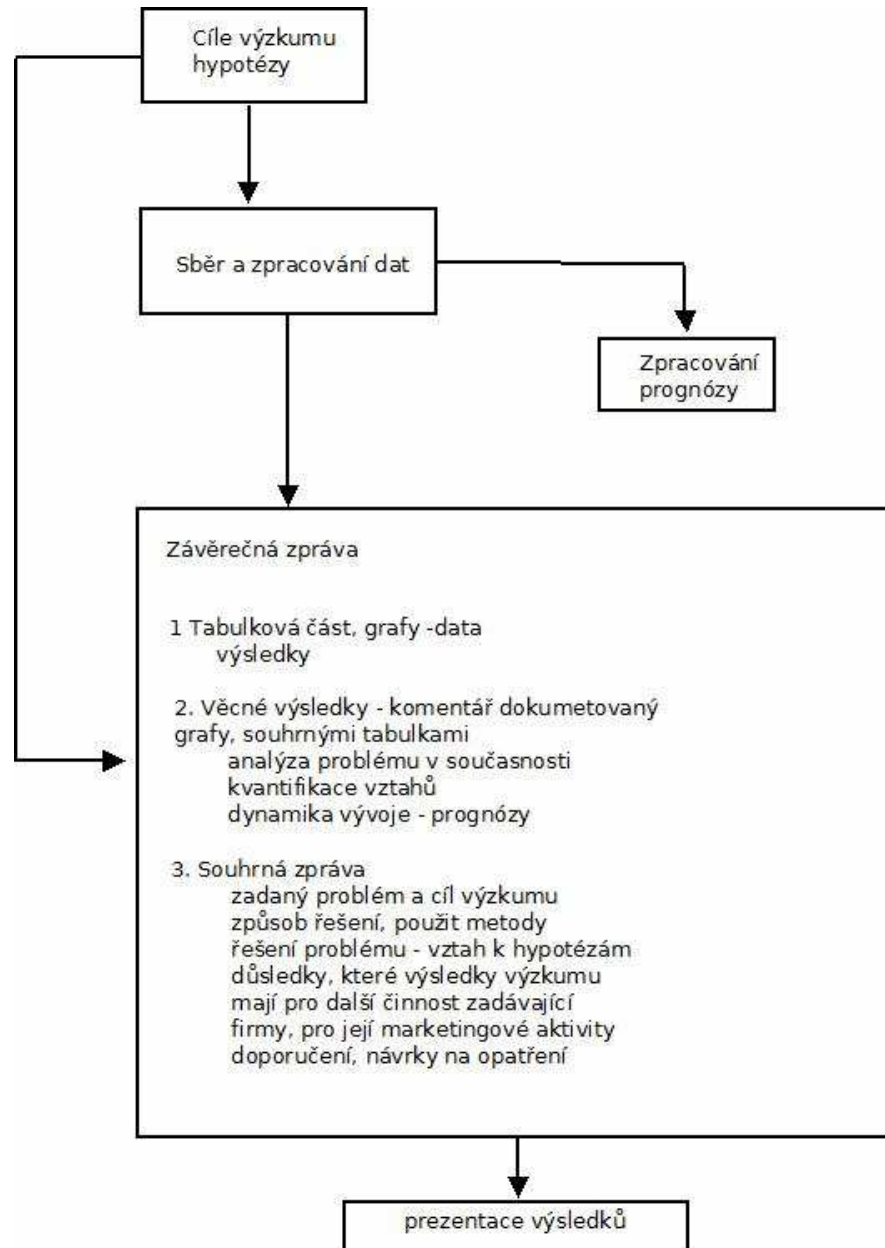 Cíle výzkumu
hypotézy
Sběr a zpracování dat
Zpracování
prognózy
Závěrečná zpráva
1 Tabulková část, grafy -data
výsledky
2. Věcné výsledky - komentář dokumetovaný
grafy, souhrnými tabulkami
analýza problému v současnosti
kvantifikace vztahů
dynamika vývoje - prognózy
3. Souhrná zpráva
zadaný problém a cíl výzkumu
způsob řešení, použit metody
řešení problému - vztah k hypotézám
důsledky, které výsledky výzkumu
mají pro další činnost zadávající
firmy, pro její marketingové aktivity
doporučení, návrky na opatření
prezentace výsledků